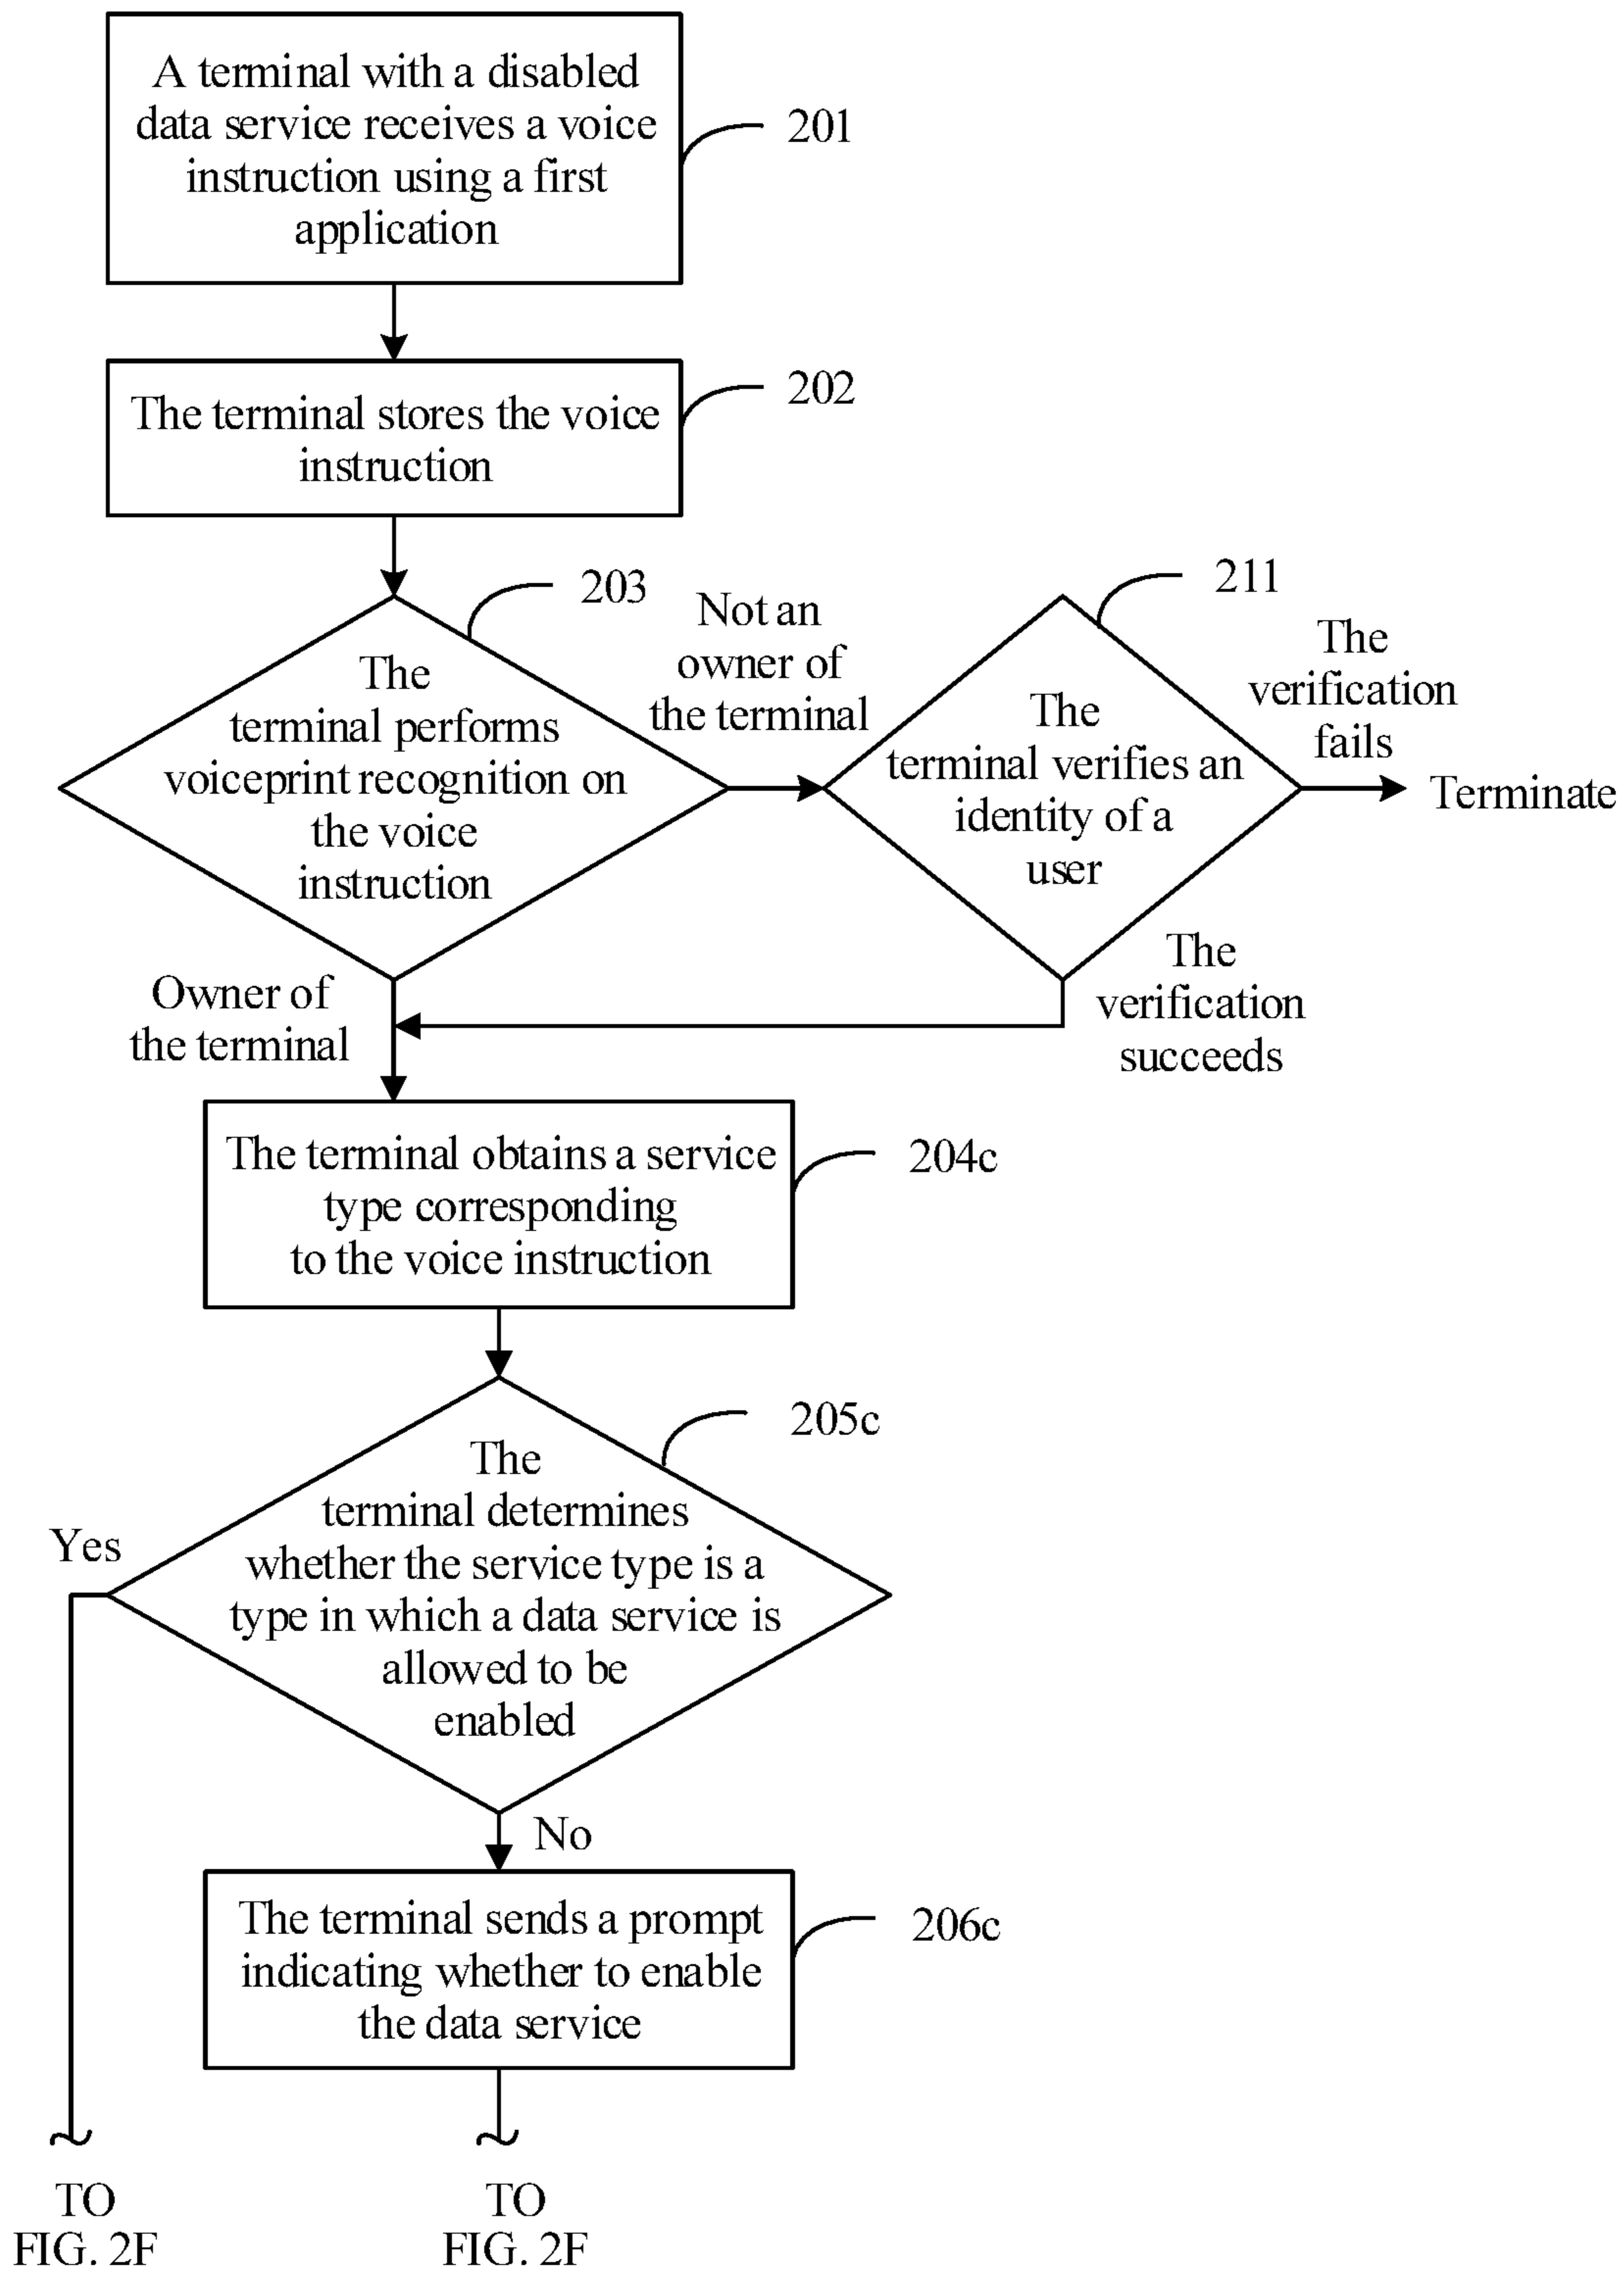 A terminal with a disabled
data service receives a voice
instruction using a first
application
201
The terminal stores the voice
instruction
202
203
The
terminal performs
voiceprint recognition on
the voice
instruction
Not an
owner of
the terminal
211
The
terminal verifies an
identity of a
user
The
verification
fails
Terminate
Owner of
the terminal
The
verification
succeeds
The terminal obtains a service
type corresponding
to the voice instruction
204c
205c
The
terminal determines
whether the service type is a
type in which a data service is
allowed to be
enabled
Yes
No
The terminal sends a prompt
indicating whether to enable
the data service
206c
TO
FIG. 2F
TO
FIG. 2F